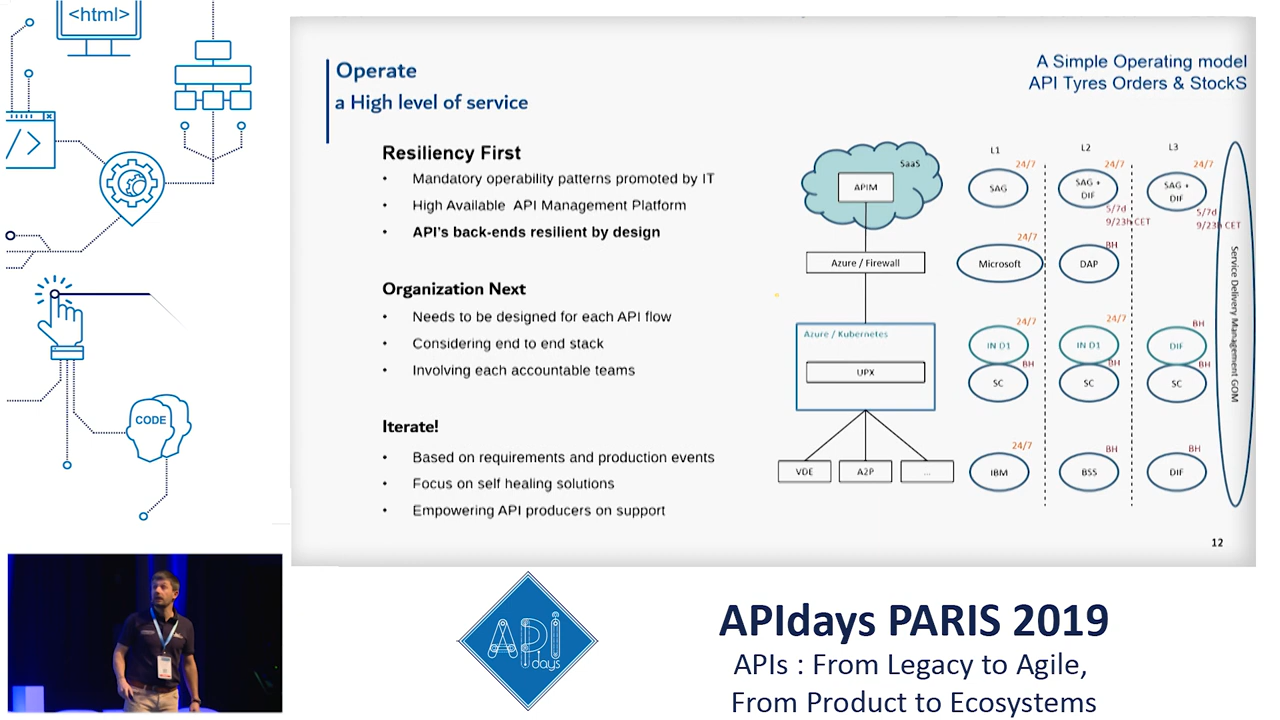 <html>
</>
CODE
Operate
a High level of service
A Simple Operating model
API Tyres Orders & StockS
Resiliency First
• Mandatory operability patterns promoted by IT
• High Available API Management Platform
• API's back-ends resilient by design
Organization Next
• Needs to be designed for each API flow
• Considering end to end stack
• Involving each accountable teams
Iterate!
• Based on requirements and production events
• Focus on self healing solutions
• Empowering API producers on support
SaaS
APIM
Azure / Firewall
Azure / Kubernetes
UPX
VDE
A2P
...
L1
L2
L3
24/7
24/7
24/7
SAG
SAG +
DIF
SAG +
DIF
5/7d
9/23h CET
5/7d
9/23h CET
24/7
BH
Microsoft
DAP
24/7
24/7
BH
IN D1
IN D1
DIF
BH
BH
BH
SC
SC
SC
24/7
BH
BH
IBM
BSS
DIF
Service Delivery Management GOM
12
API
days
APIdays PARIS 2019
APIs : From Legacy to Agile,
From Product to Ecosystems